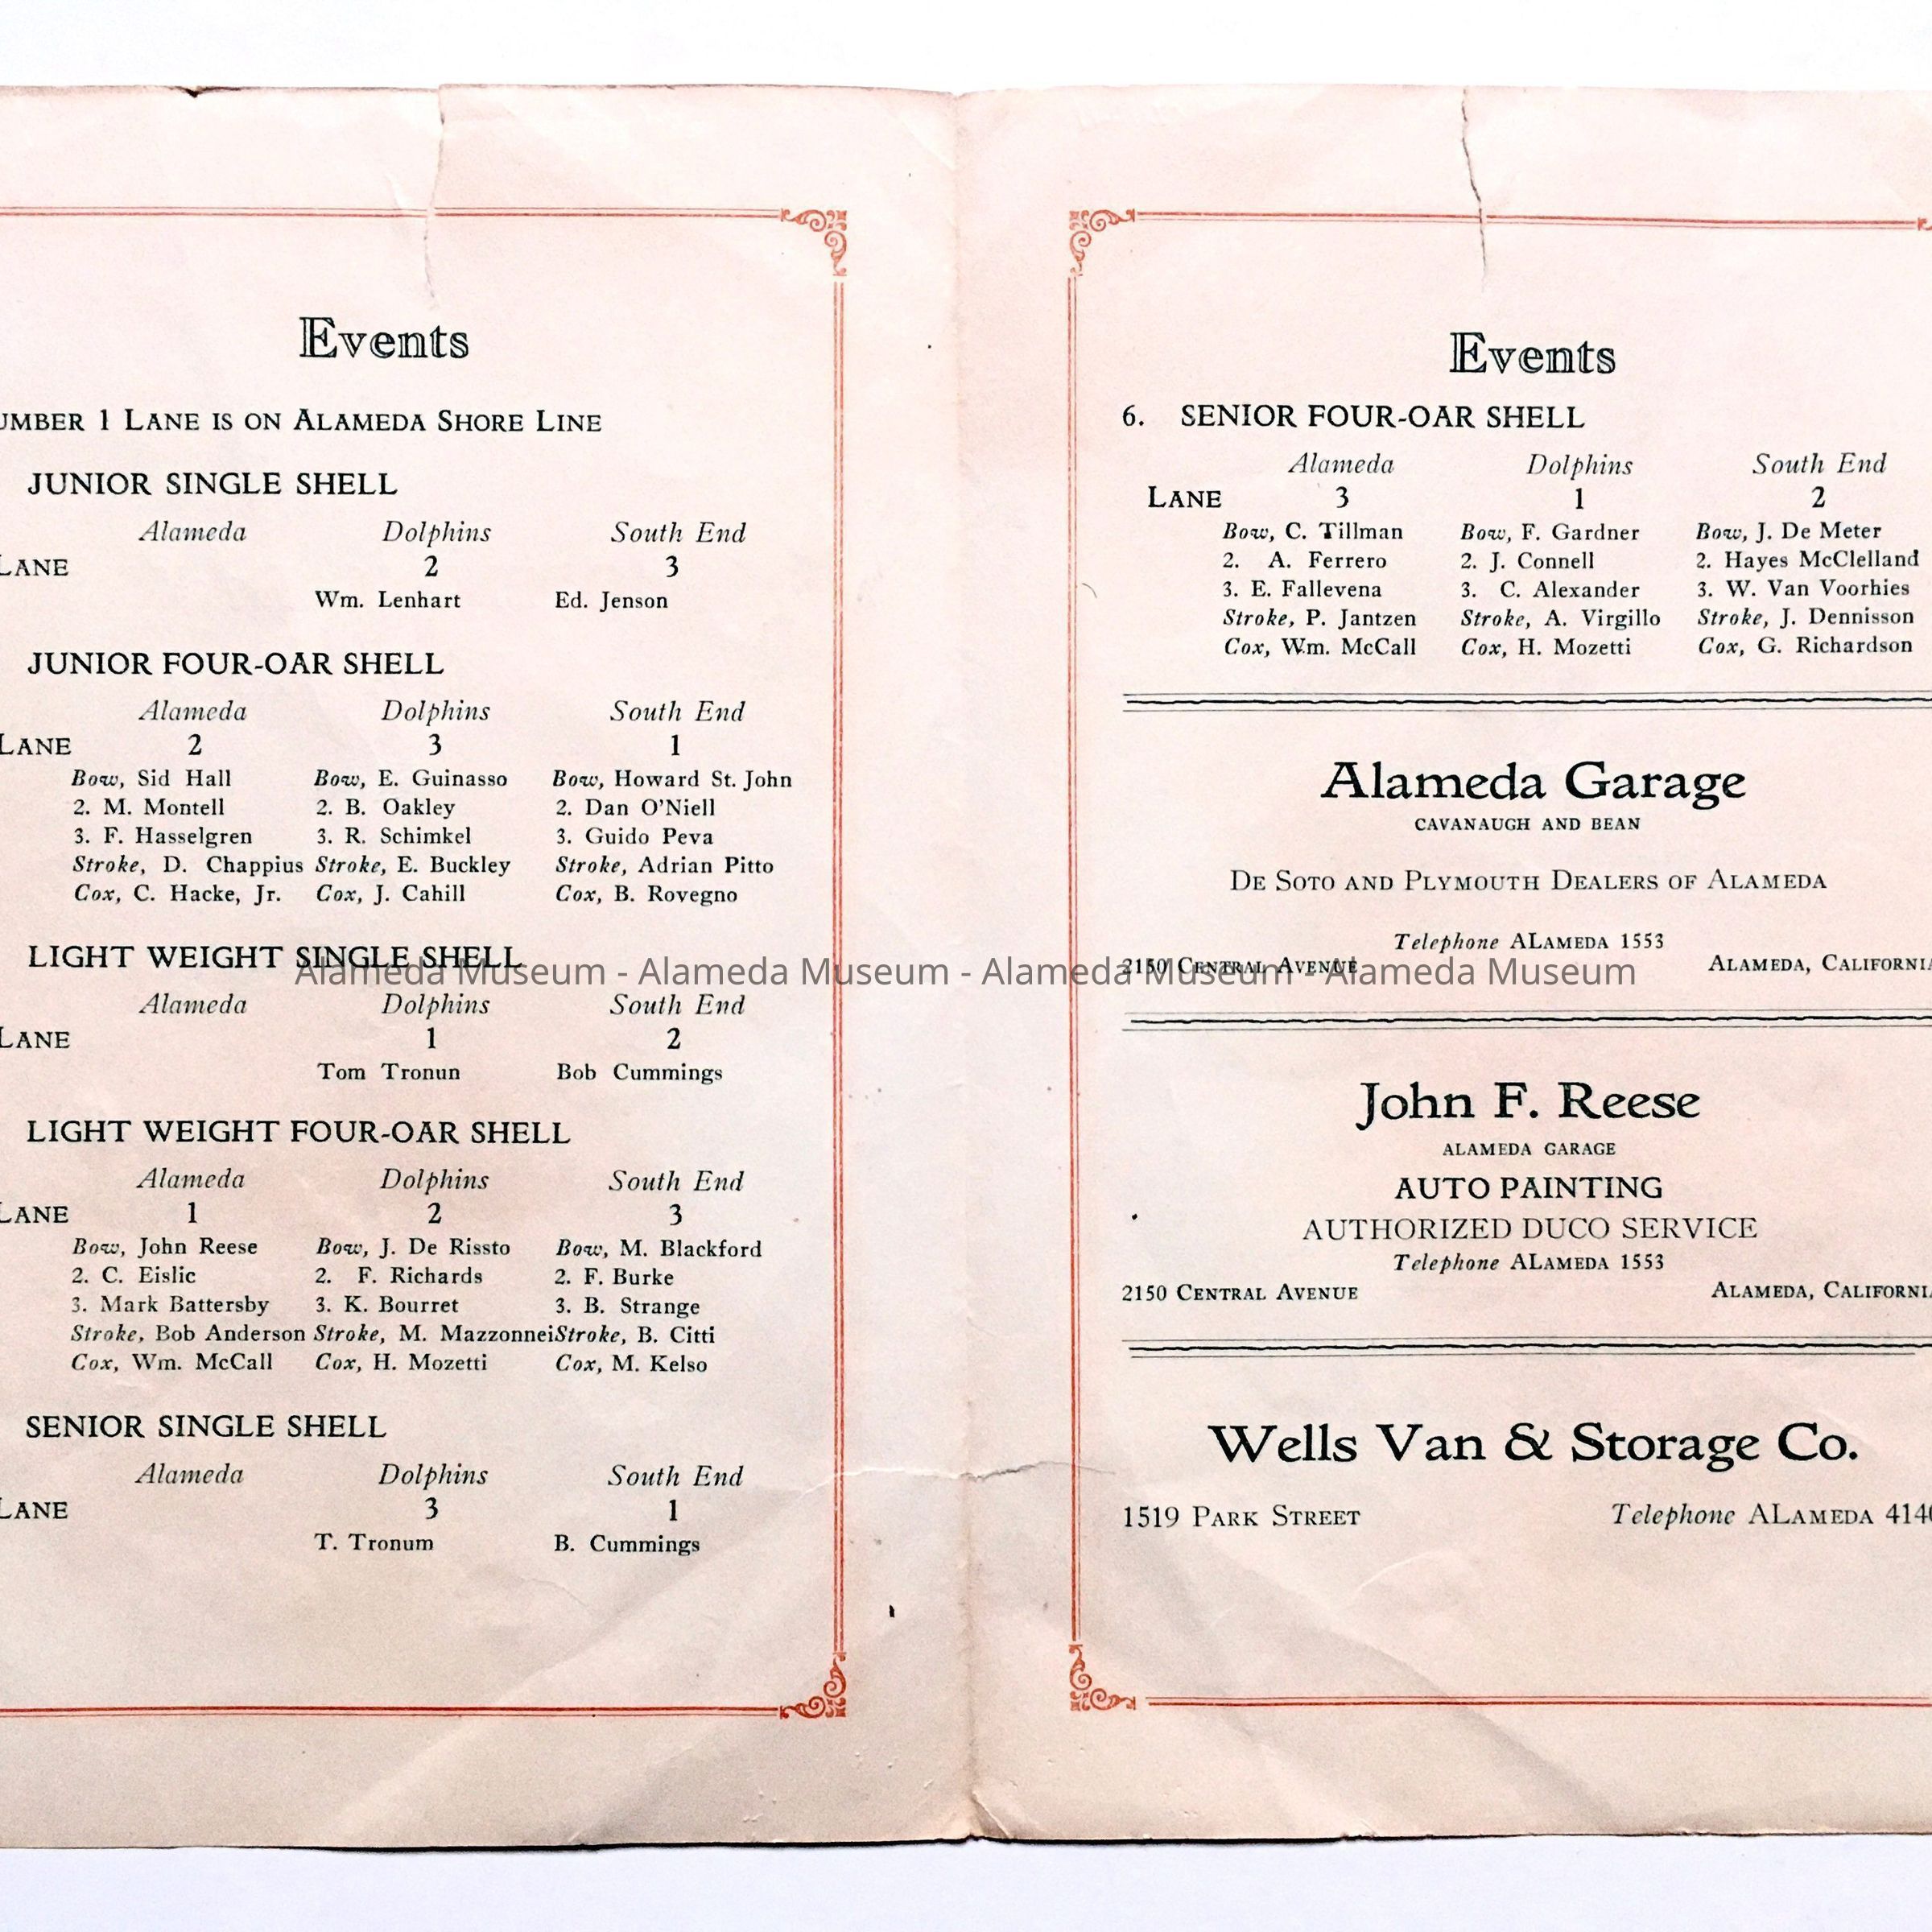 Events
UMBER 1 LANE IS ON ALAMEDA SHORE LINE
JUNIOR SINGLE SHELL
Alameda Dolphins South End
LANE 2 3
Wm. Lenhart Ed. Jenson
JUNIOR FOUR-OAR SHELL
Alameda Dolphins South End
LANE 2 3 1
Bow, Sid Hall Bow, E. Guinasso Bow, Howard St. John
2. M. Montell 2. B. Oakley 2. Dan O'Niell
3. F. Hasselgren 3. R. Schimkel 3. Guido Peva
Stroke, D. Chappius Stroke, E. Buckley Stroke, Adrian Pitto
Cox, C. Hacke, Jr. Cox, J. Cahill Cox, B. Rovegno
LIGHT WEIGHT SINGLE SHELL
Alameda Dolphins South End
LANE 1 2
Tom Tronun Bob Cummings
LIGHT WEIGHT FOUR-OAR SHELL
Alameda Dolphins South End
LANE 1 2 3
Bow, John Reese Bow, J. De Rissto Bow, M. Blackford
2. C. Eislic 2. F. Richards 2. F. Burke
3. Mark Battersby 3. K. Bourret 3. B. Strange
Stroke, Bob Anderson Stroke, M. Mazzonnei Stroke, B. Citti
Cox, Wm. McCall Cox, H. Mozetti Cox, M. Kelso
SENIOR SINGLE SHELL
Alameda Dolphins South End
LANE 3 1
T. Tronum B. Cummings
Events
6. SENIOR FOUR-OAR SHELL
Alameda Dolphins South End
LANE 3 1 2
Bow, C. Tillman Bow, F. Gardner Bow, J. De Meter
2. A. Ferrero 2. J. Connell 2. Hayes McClelland
3. E. Fallevena 3. C. Alexander 3. W. Van Voorhies
Stroke, P. Jantzen Stroke, A. Virgillo Stroke, J. Dennisson
Cox, Wm. McCall Cox, H. Mozetti Cox, G. Richardson
Alameda Garage
CAVANAUGH AND BEAN
DE SOTO AND PLYMOUTH DEALERS OF ALAMEDA
Telephone ALAMEDA 1553
2150 CENTRAL AVENUE ALAMEDA, CALIFORNIA
John F. Reese
ALAMEDA GARAGE
AUTO PAINTING
AUTHORIZED DUCO SERVICE
Telephone ALAMEDA 1553
2150 CENTRAL AVENUE ALAMEDA, CALIFORNIA
Wells Van & Storage Co.
1519 PARK STREET Telephone ALAMEDA 4140
Alameda Museum - Alameda Museum - Alameda Museum - Alameda Museum